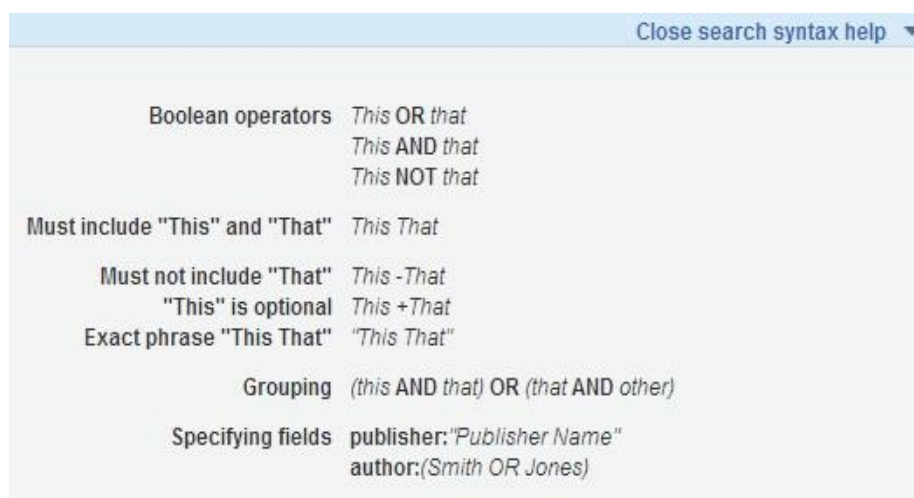 Close search syntax help
Boolean operators This OR that
This AND that
This NOT that
Must include "This" and "That" This That
Must not include "That" This -That
"This" is optional This +That
Exact phrase "This That" "This That"
Grouping (this AND that) OR (that AND other)
Specifying fields publisher:"Publisher Name"
author:(Smith OR Jones)